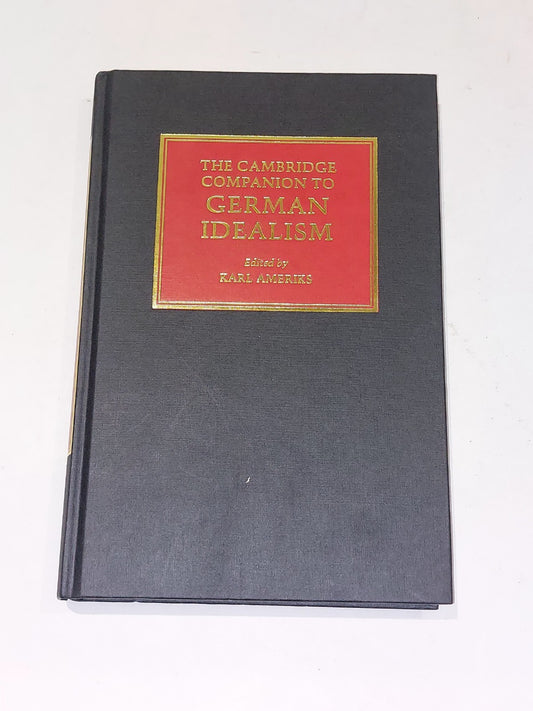 THE CAMBRIDGE
COMPANION TO
GERMAN
IDEALISM
Edited by
KARL AMERIKS